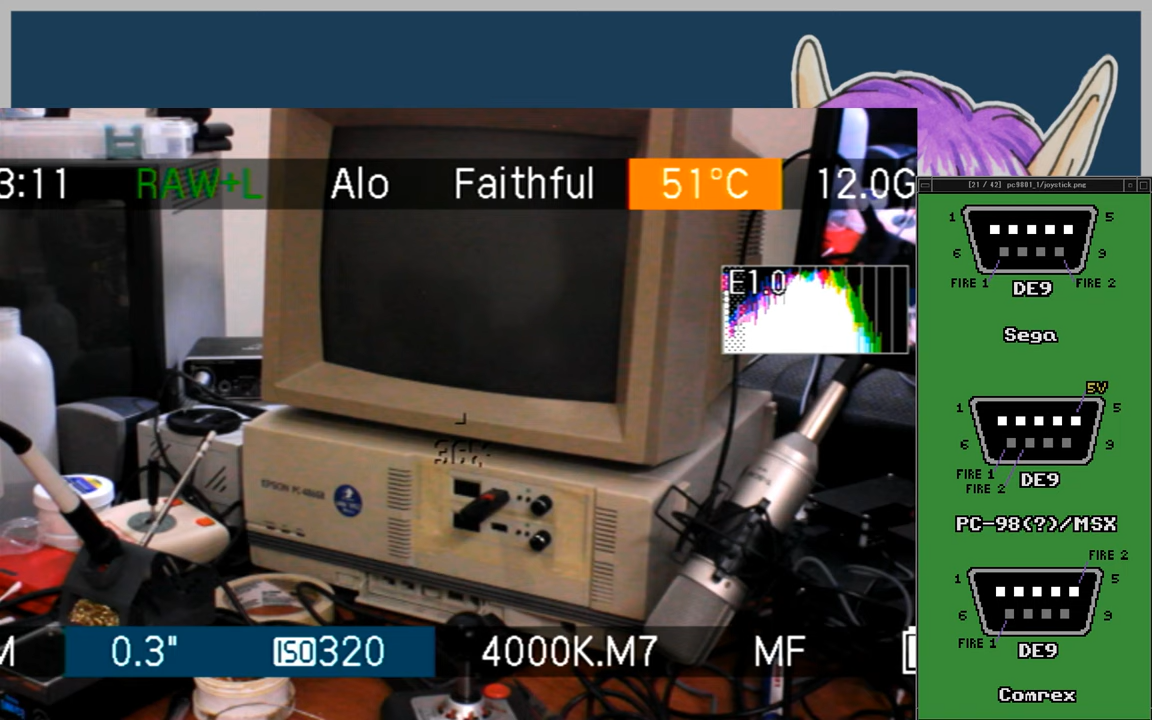 3:11 RAW+L Alo Faithful 51°C 12.0G
E1.0
EPSON PC-486GR
M 0.3" ISO320 4000K.M7 MF
[21 / 42] pc9801_1/joystick.png
1 5
6 9
FIRE 1 DE9 FIRE 2
Sega
5V
1 5
6 9
FIRE 1
FIRE 2 DE9
PC-98(?)/MSX
FIRE 2
1 5
6 9
FIRE 1 DE9
Comrex